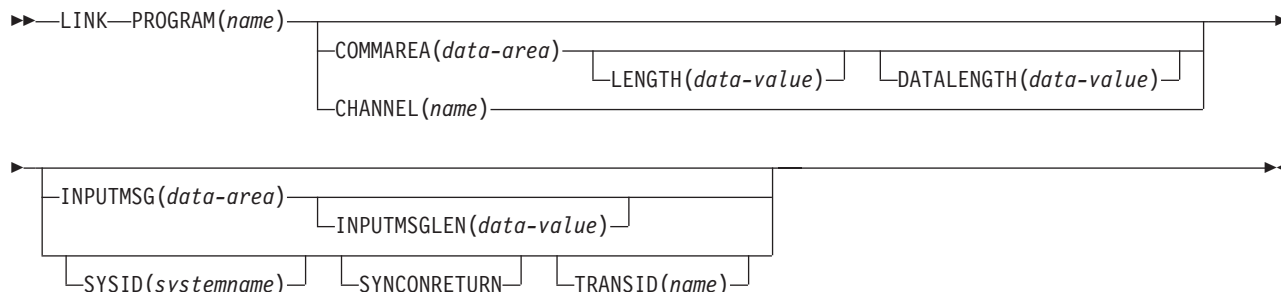 LINK PROGRAM(name)
COMMAREA(data-area)
LENGTH(data-value) DATALENGTH(data-value)
CHANNEL(name)
INPUTMSG(data-area)
INPUTMSGLEN(data-value)
SYSID(systemname) SYNCONRETURN TRANSID(name)